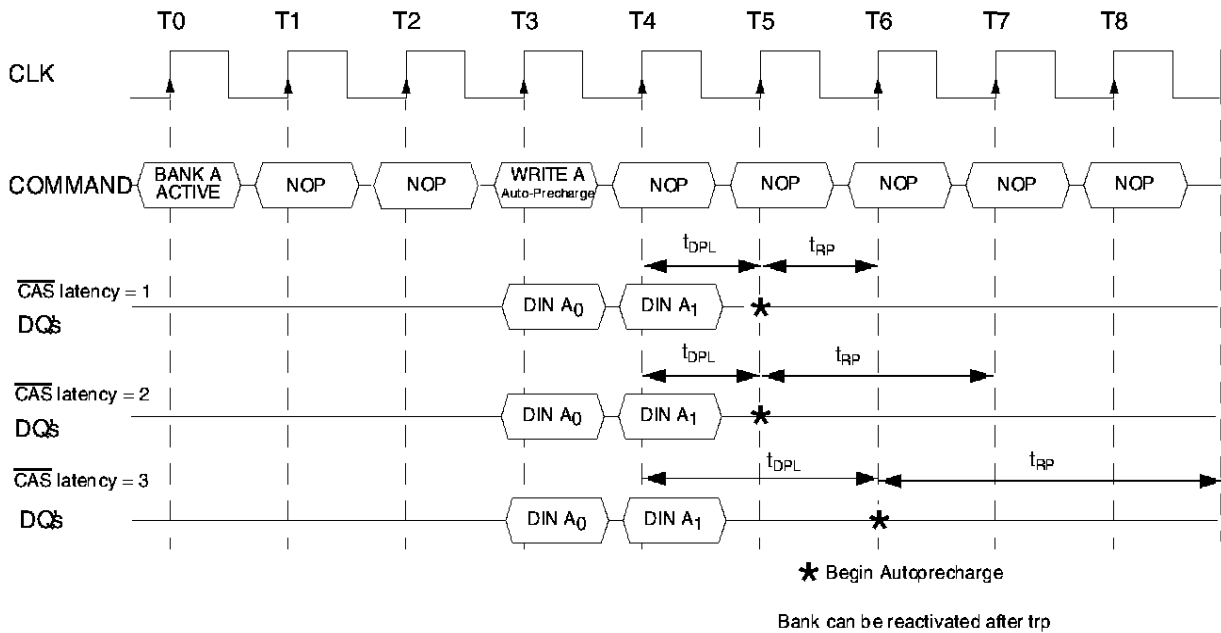 T0 T1 T2 T3 T4 T5 T6 T7 T8
CLK
COMMAND
BANK A ACTIVE
NOP
NOP
WRITE A Auto-Precharge
NOP
NOP
NOP
NOP
NOP
tDPL tRP
CAS latency = 1
DQ's
DIN A0 DIN A1 *
tDPL tRP
CAS latency = 2
DQ's
DIN A0 DIN A1 *
tDPL tRP
CAS latency = 3
DQ's
DIN A0 DIN A1 *
* Begin Autoprecharge
Bank can be reactivated after trp